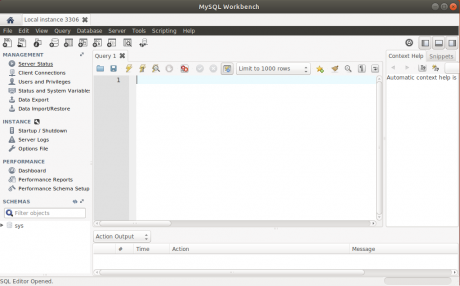 MySQL Workbench
Local instance 3306
File Edit View Query Database Server Tools Scripting Help
MANAGEMENT
Server Status
Client Connections
Users and Privileges
Status and System Variable
Data Export
Data Import/Restore
INSTANCE
Startup / Shutdown
Server Logs
Options File
PERFORMANCE
Dashboard
Performance Reports
Performance Schema Setup
SCHEMAS
Filter objects
sys
Query 1
Limit to 1000 rows
1
Context Help Snippets
Automatic context help is
Action Output
# Time Action Message
SQL Editor Opened.